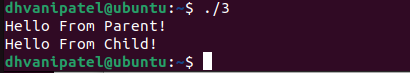 dhvanipatel@ubuntu:~$ ./3
Hello From Parent!
Hello From Child!
dhvanipatel@ubuntu:~$